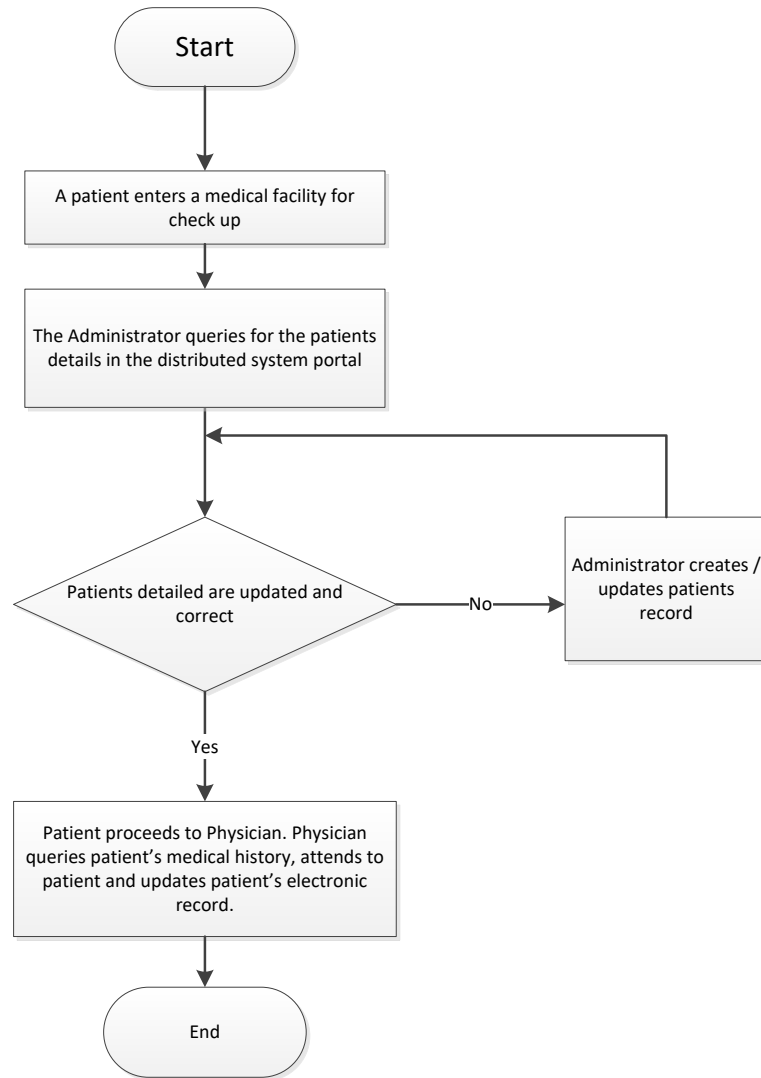 Start
A patient enters a medical facility for
check up
The Administrator queries for the patients
details in the distributed system portal
Patients detailed are updated and
correct
No
Administrator creates /
updates patients
record
Yes
Patient proceeds to Physician. Physician
queries patient’s medical history, attends to
patient and updates patient’s electronic
record.
End